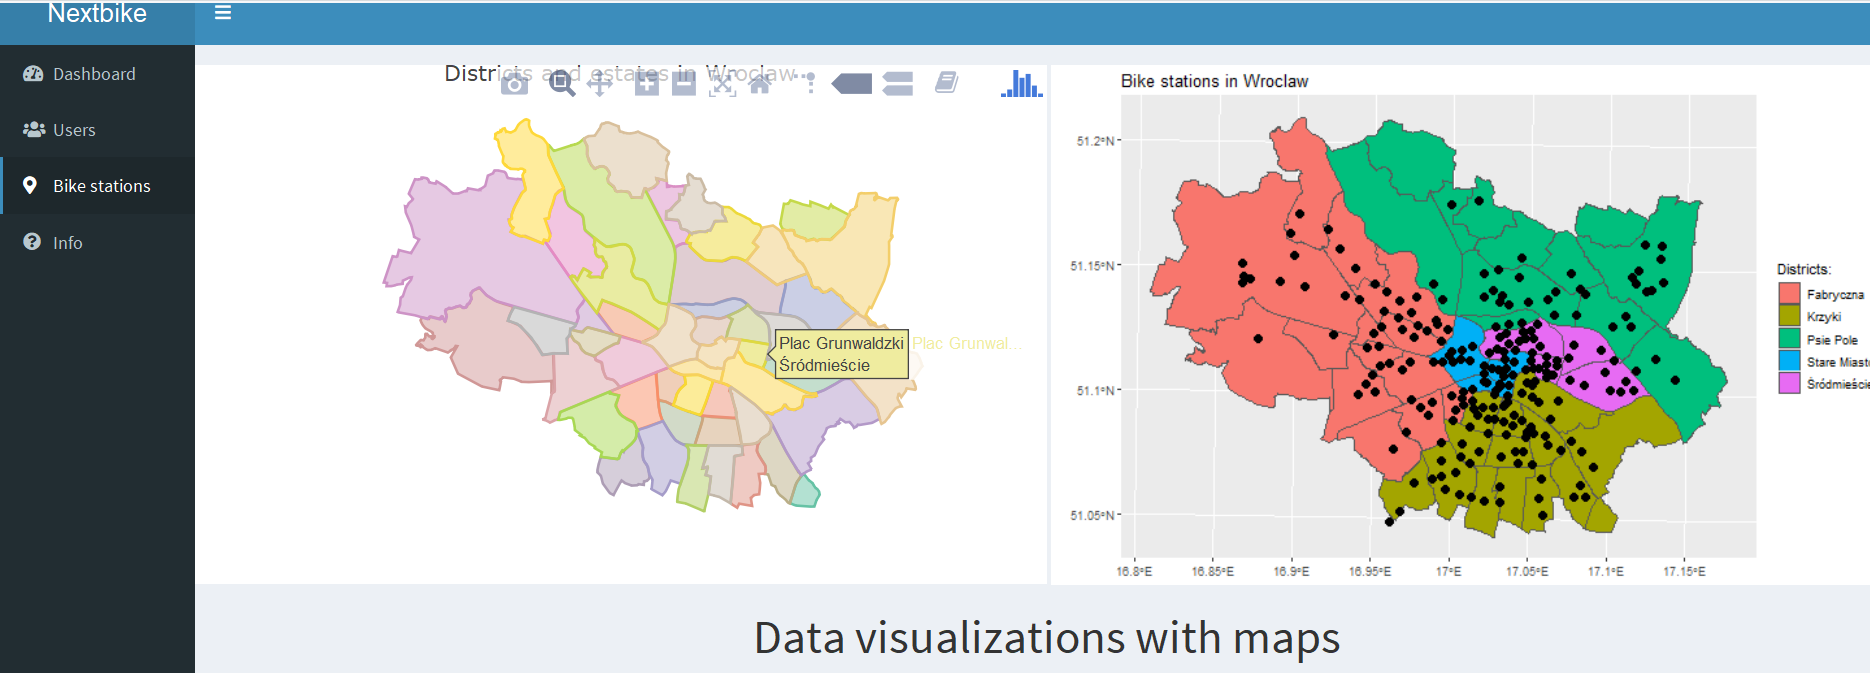 Nextbike
Dashboard
Users
Bike stations
Info
Districts and estates in Wroclaw
Plac Grunwaldzki
Śródmieście
Plac Grunwal...
Bike stations in Wroclaw
51.2°N
51.15°N
51.1°N
51.05°N
16.8°E
16.85°E
16.9°E
16.95°E
17°E
17.05°E
17.1°E
17.15°E
Districts:
Fabryczna
Krzyki
Psie Pole
Stare Miasto
Śródmieście
Data visualizations with maps